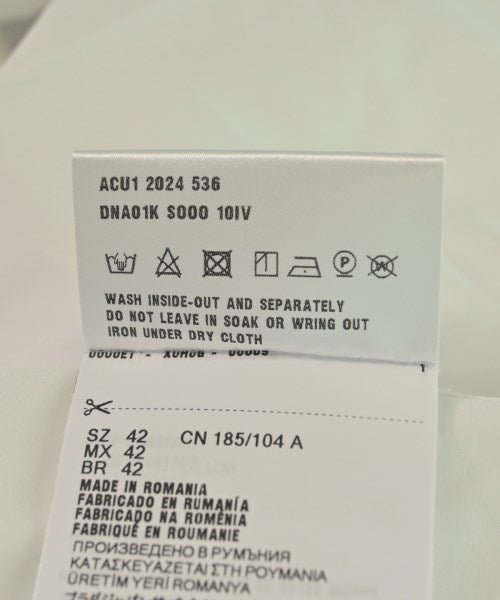 ACU1 2024 536
DNA01K S000 10IV
P W
WASH INSIDE-OUT AND SEPARATELY
DO NOT LEAVE IN SOAK OR WRING OUT
IRON UNDER DRY CLOTH
SZ 42 CN 185/104 A
MX 42
BR 42
MADE IN ROMANIA
FABRICADO EN RUMANÍA
FABRICADO NA ROMÊNIA
FABRIQUÉ EN ROUMANIE
ПРОИЗВЕДЕНО В РУМЪНИЯ
ΚΑΤΑΣΚΕΥΑΖΕΤΑΙ ΣΤΗ ΡΟΥΜΑΝΙΑ
ÜRETİM YERİ ROMANYA